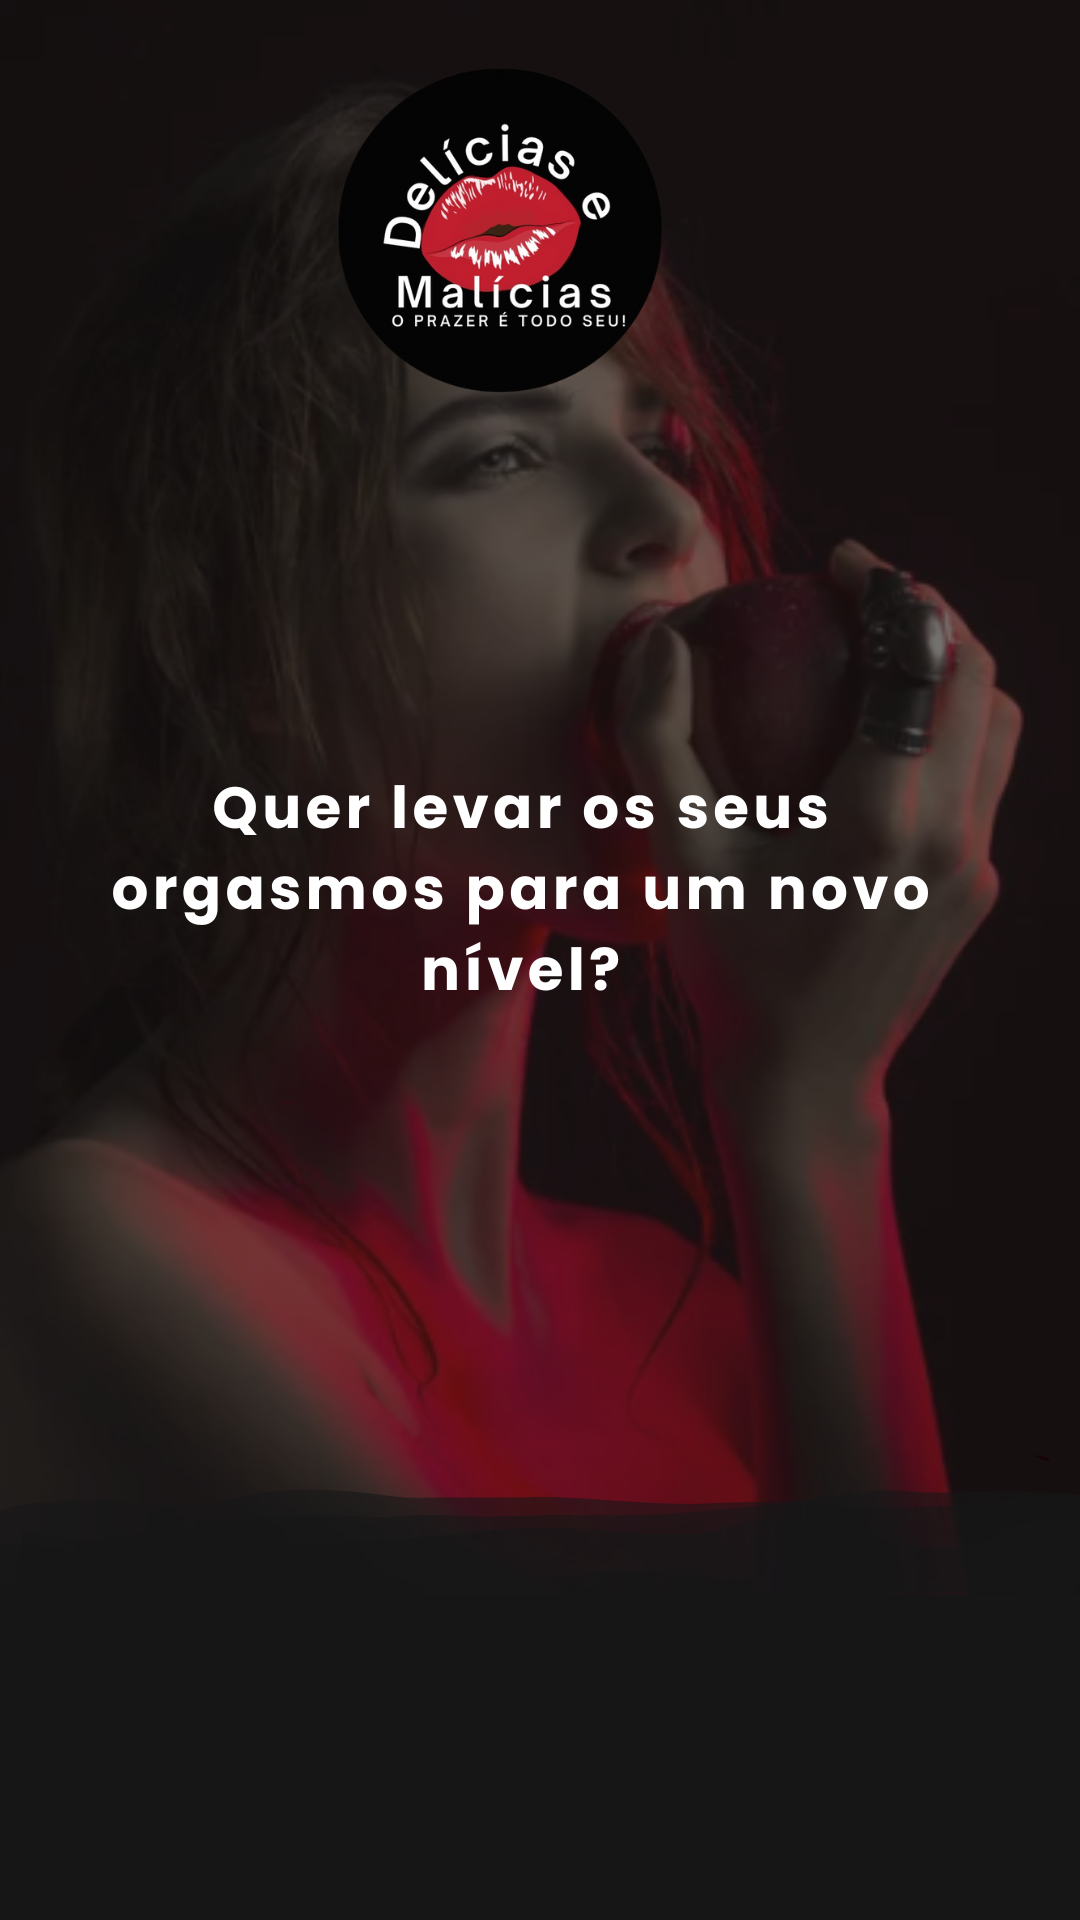 Delícias e
Malícias
O PRAZER É TODO SEU!
Quer levar os seus
orgasmos para um novo
nível?